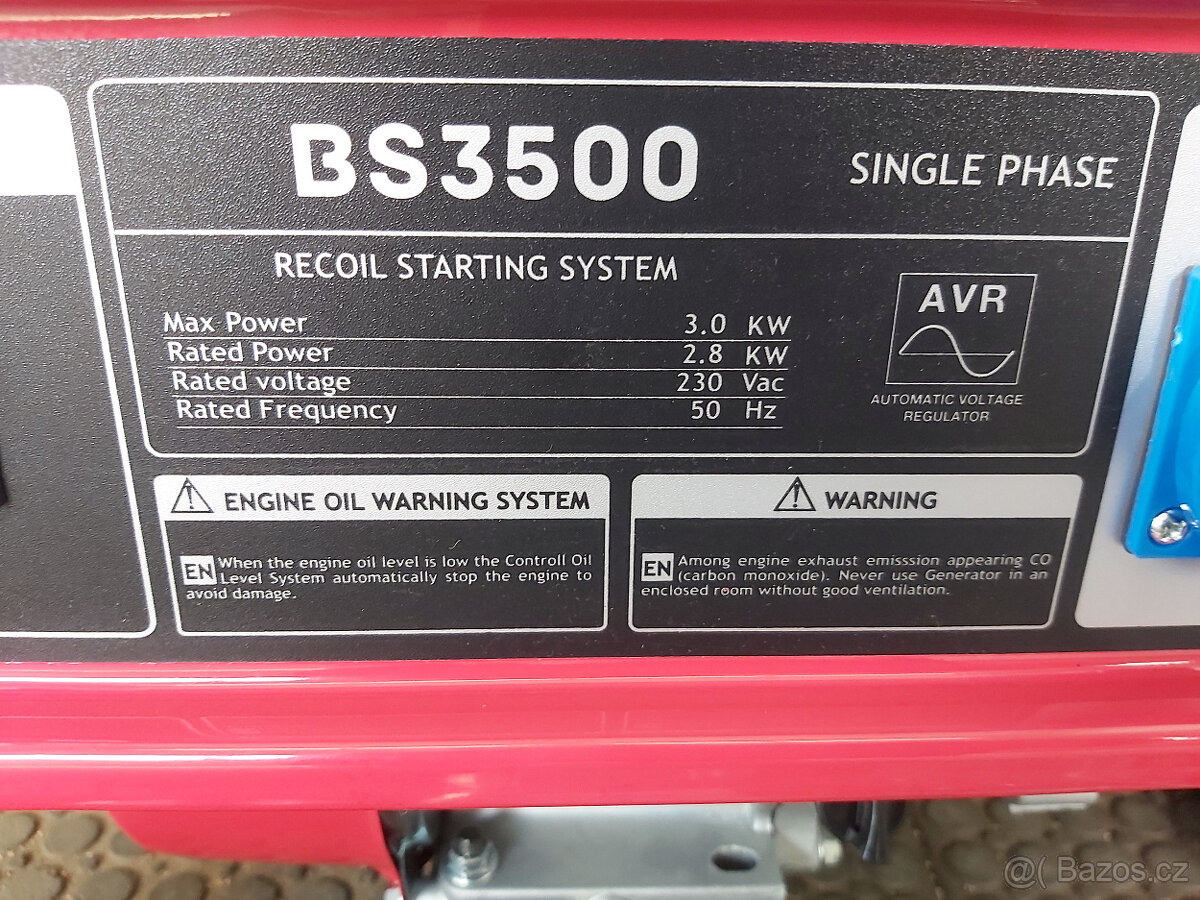 BS3500
SINGLE PHASE
RECOIL STARTING SYSTEM
Max Power 3.0 KW
Rated Power 2.8 KW
Rated voltage 230 Vac
Rated Frequency 50 Hz
AVR
AUTOMATIC VOLTAGE
REGULATOR
ENGINE OIL WARNING SYSTEM
EN When the engine oil level is low the Controll Oil
Level System automatically stop the engine to
avoid damage.
WARNING
EN Among engine exhaust emisssion appearing CO
(carbon monoxide). Never use Generator in an
enclosed room without good ventilation.
@( Bazos.cz